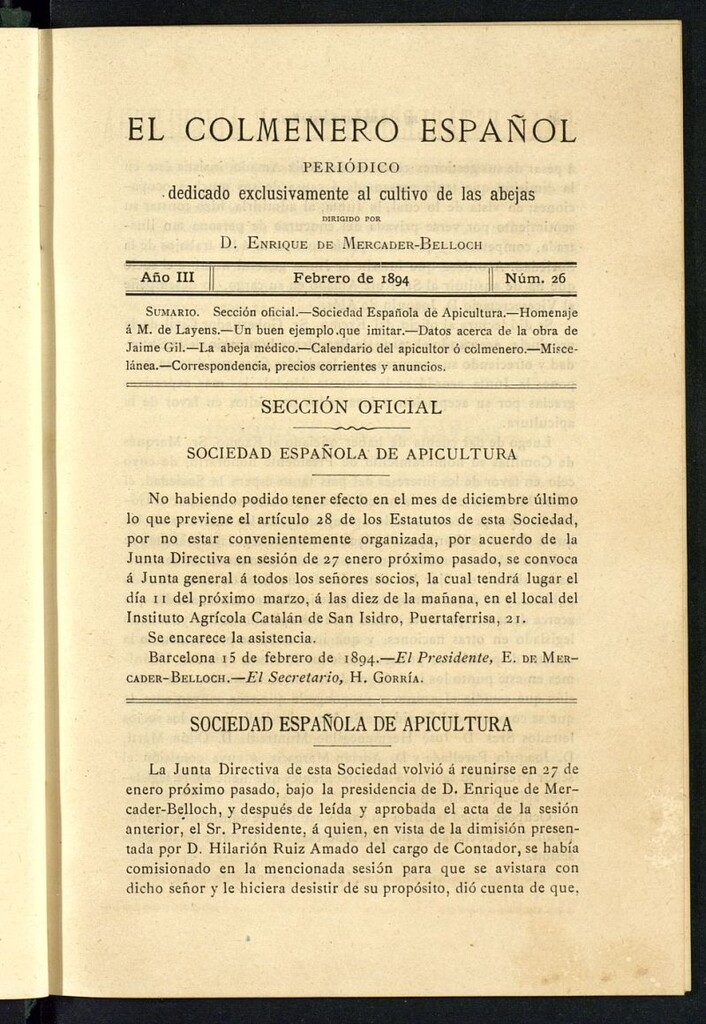 EL COLMENERO ESPAÑOL
PERIÓDICO
dedicado exclusivamente al cultivo de las abejas
DIRIGIDO POR
D. ENRIQUE DE MERCADER-BELLOCH
Año III Febrero de 1894 Núm. 26
SUMARIO. Sección oficial.—Sociedad Española de Apicultura.—Homenaje
á M. de Layens.—Un buen ejemplo.que imitar.—Datos acerca de la obra de
Jaime Gil.—La abeja médico.—Calendario del apicultor ó colmenero.—Misce-
lánea.—Correspondencia, precios corrientes y anuncios.
SECCIÓN OFICIAL
SOCIEDAD ESPAÑOLA DE APICULTURA
No habiendo podido tener efecto en el mes de diciembre último
lo que previene el artículo 28 de los Estatutos de esta Sociedad,
por no estar convenientemente organizada, por acuerdo de la
Junta Directiva en sesión de 27 enero próximo pasado, se convoca
á Junta general á todos los señores socios, la cual tendrá lugar el
día 11 del próximo marzo, á las diez de la mañana, en el local del
Instituto Agrícola Catalán de San Isidro, Puertaferrisa, 21.
Se encarece la asistencia.
Barcelona 15 de febrero de 1894.—El Presidente, E. DE MER-
CADER-BELLOCH.—El Secretario, H. GORRÍA.
SOCIEDAD ESPAÑOLA DE APICULTURA
La Junta Directiva de esta Sociedad volvió á reunirse en 27 de
enero próximo pasado, bajo la presidencia de D. Enrique de Mer-
cader-Belloch, y después de leída y aprobada el acta de la sesión
anterior, el Sr. Presidente, á quien, en vista de la dimisión presen-
tada por D. Hilarión Ruiz Amado del cargo de Contador, se había
comisionado en la mencionada sesión para que se avistara con
dicho señor y le hiciera desistir de su propósito, dió cuenta de que,